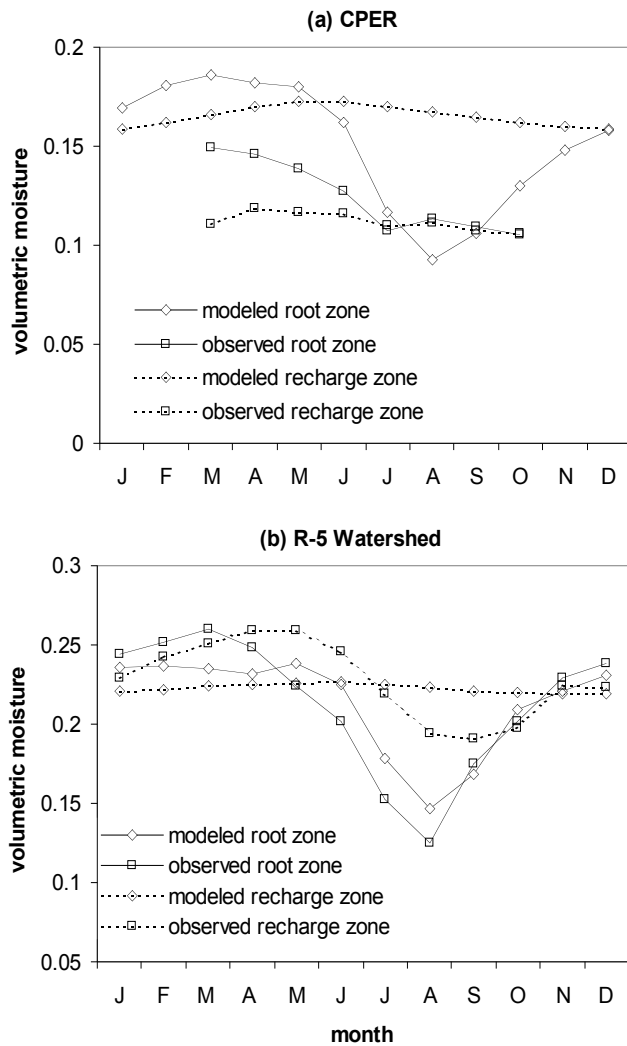 (a) CPER
volumetric moisture
0.2
0.15
0.1
0.05
0
modeled root zone
observed root zone
modeled recharge zone
observed recharge zone
J F M A M J J A S O N D
(b) R-5 Watershed
volumetric moisture
0.3
0.25
0.2
0.15
0.1
0.05
modeled root zone
observed root zone
modeled recharge zone
observed recharge zone
J F M A M J J A S O N D
month